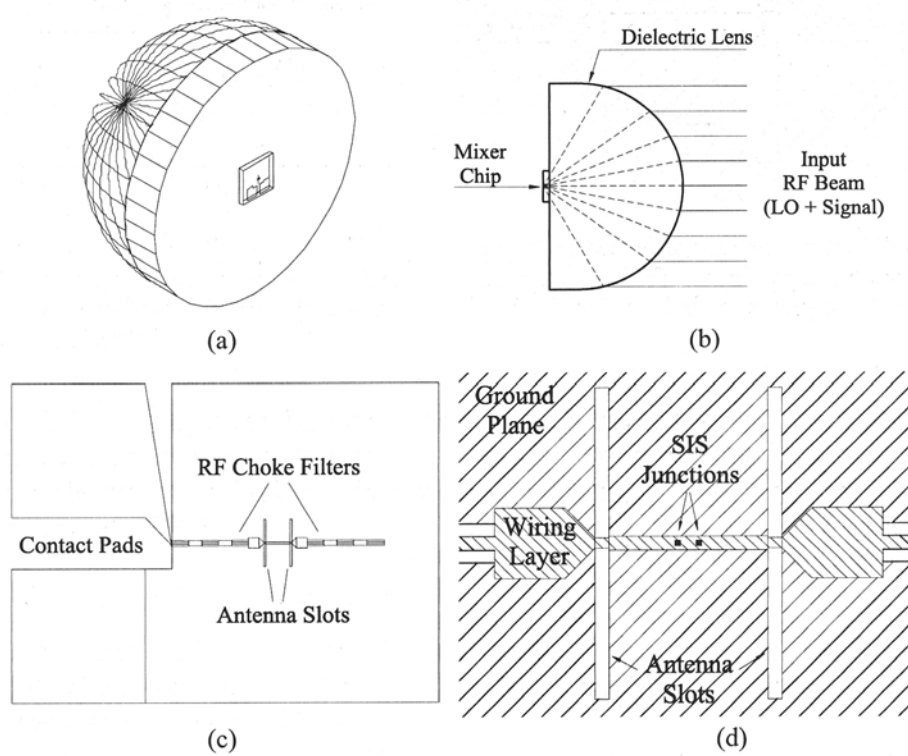 Dielectric Lens
Mixer
Chip
Input
RF Beam
(LO + Signal)
(a)
(b)
RF Choke Filters
Contact Pads
Antenna Slots
(c)
Ground
Plane
SIS
Junctions
Wiring
Layer
Antenna
Slots
(d)